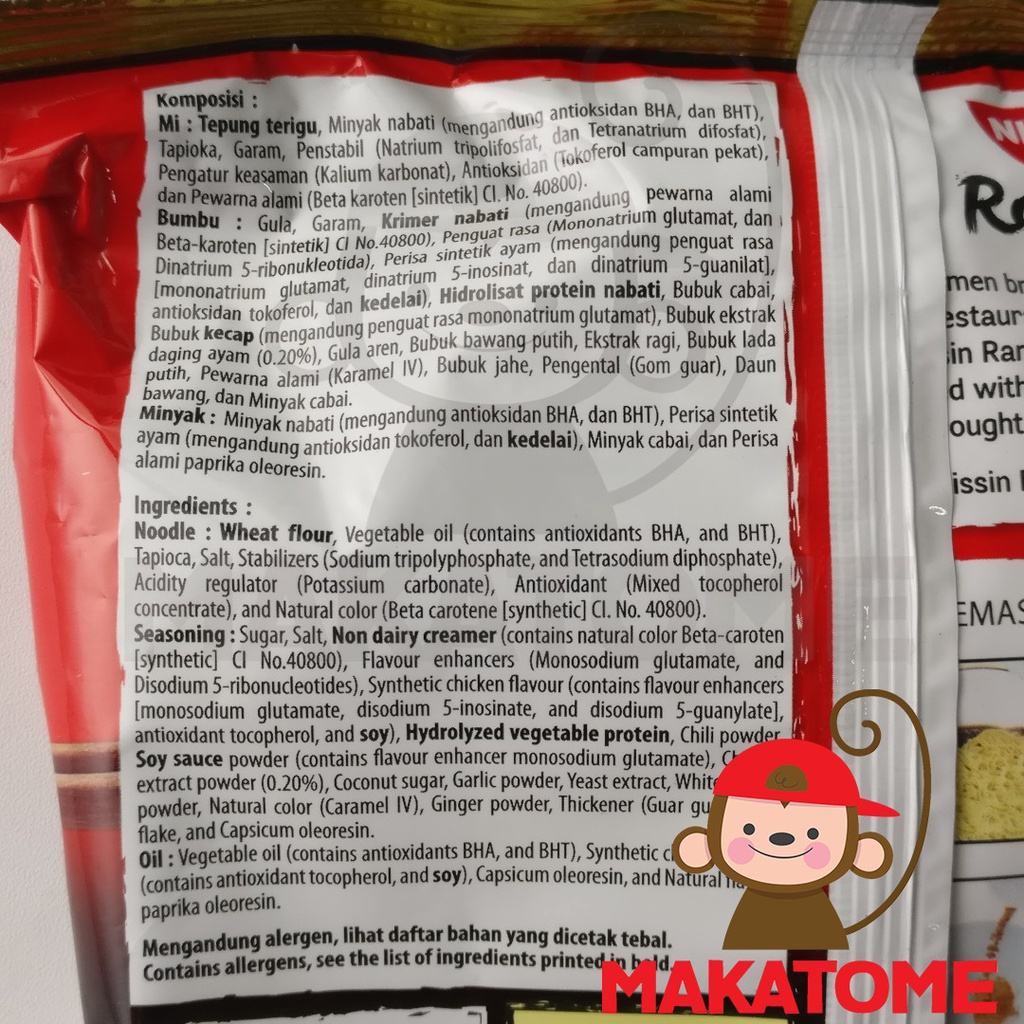 Komposisi :
Mi : Tepung terigu, Minyak nabati (mengandung antioksidan BHA, dan BHT),
Tapioka, Garam, Penstabil (Natrium tripolifosfat, dan Tetranatrium difosfat),
Pengatur keasaman (Kalium karbonat), Antioksidan (Tokoferol campuran pekat),
dan Pewarna alami (Beta karoten [sintetik] CI. No. 40800).
Bumbu : Gula, Garam, Krimer nabati (mengandung pewarna alami
Beta-karoten [sintetik] CI No.40800), Penguat rasa (Mononatrium glutamat, dan
Dinatrium 5-ribonukleotida), Perisa sintetik ayam (mengandung penguat rasa
[mononatrium glutamat, dinatrium 5-inosinat, dan dinatrium 5-guanilat],
antioksidan tokoferol, dan kedelai), Hidrolisat protein nabati, Bubuk cabai,
Bubuk kecap (mengandung penguat rasa mononatrium glutamat), Bubuk ekstrak
daging ayam (0.20%), Gula aren, Bubuk bawang putih, Ekstrak ragi, Bubuk lada
putih, Pewarna alami (Karamel IV), Bubuk jahe, Pengental (Gom guar), Daun
bawang, dan Minyak cabai.
Minyak : Minyak nabati (mengandung antioksidan BHA, dan BHT), Perisa sintetik
ayam (mengandung antioksidan tokoferol, dan kedelai), Minyak cabai, dan Perisa
alami paprika oleoresin.
Ingredients :
Noodle : Wheat flour, Vegetable oil (contains antioxidants BHA, and BHT),
Tapioca, Salt, Stabilizers (Sodium tripolyphosphate, and Tetrasodium diphosphate),
Acidity regulator (Potassium carbonate), Antioxidant (Mixed tocopherol
concentrate), and Natural color (Beta carotene [synthetic] CI. No. 40800).
Seasoning : Sugar, Salt, Non dairy creamer (contains natural color Beta-caroten
[synthetic] CI No.40800), Flavour enhancers (Monosodium glutamate, and
Disodium 5-ribonucleotides), Synthetic chicken flavour (contains flavour enhancers
[monosodium glutamate, disodium 5-inosinate, and disodium 5-guanylate],
antioxidant tocopherol, and soy), Hydrolyzed vegetable protein, Chili powder,
Soy sauce powder (contains flavour enhancer monosodium glutamate),
extract powder (0.20%), Coconut sugar, Garlic powder, Yeast extract, White
powder, Natural color (Caramel IV), Ginger powder, Thickener (Guar
flake, and Capsicum oleoresin.
Oil : Vegetable oil (contains antioxidants BHA, and BHT), Synthetic
(contains antioxidant tocopherol, and soy), Capsicum oleoresin, and Natural
paprika oleoresin.
Mengandung alergen, lihat daftar bahan yang dicetak tebal.
Contains allergens, see the list of ingredients printed in bold.
MAKATOME